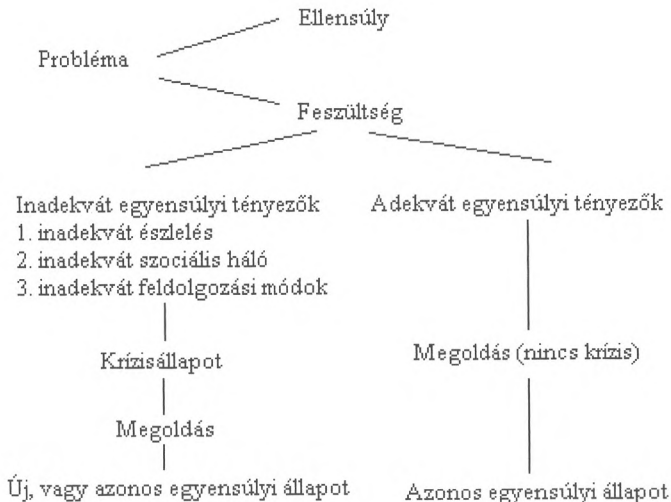 Ellensúly
Probléma
Feszültség
Inadekvát egyensúlyi tényezők
1. inadekvát észlelés
2. inadekvát szociális háló
3. inadekvát feldolgozási módok
Adekvát egyensúlyi tényezők
Krízisállapot
Megoldás (nincs krízis)
Megoldás
Új, vagy azonos egyensúlyi állapot
Azonos egyensúlyi állapot